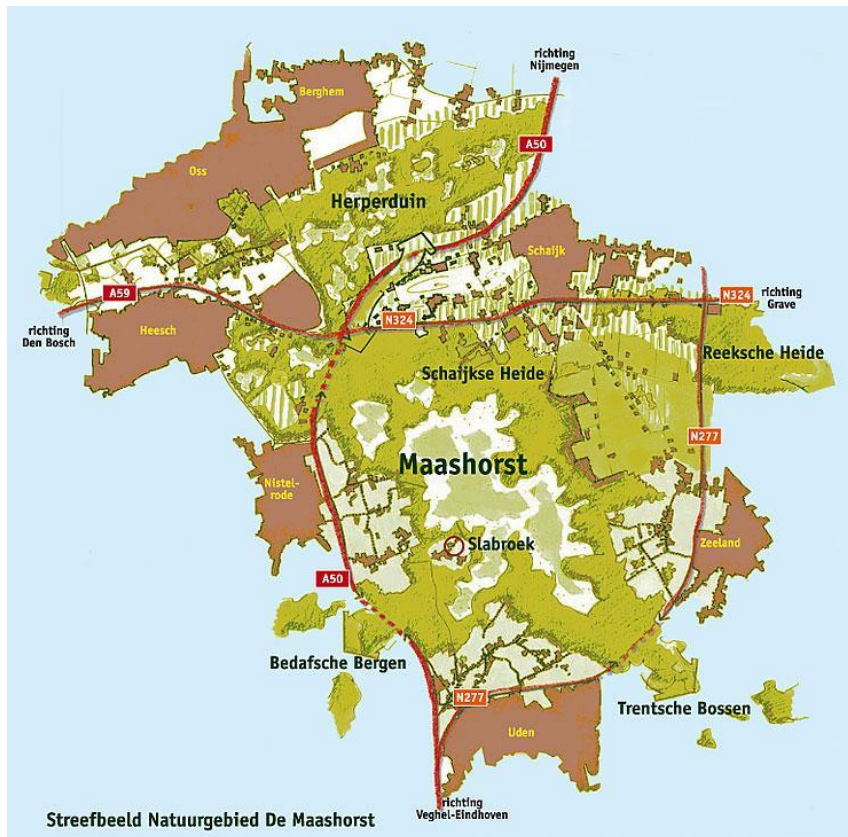 richting
Nijmegen
Berghem
A50
Oss
Herperduin
Schaijk
A59
N324
richting
Grave
richting
Den Bosch
Heesch
N324
Schaijkse Heide
Reeksche Heide
N277
Maashorst
Nistel-
rode
Slabroek
Zeeland
A50
Bedafsche Bergen
N277
Trentsche Bossen
Uden
richting
Veghel-Eindhoven
Streefbeeld Natuurgebied De Maashorst